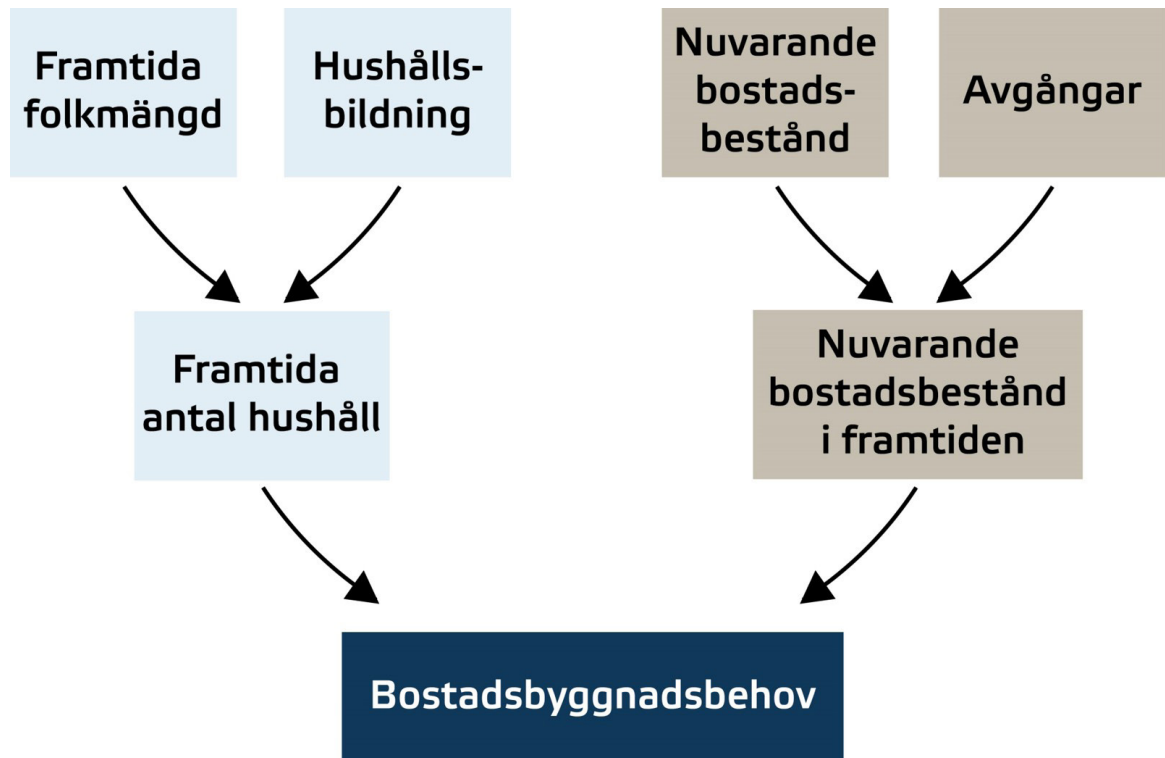 Framtida
folkmängd
Hushålls-
bildning
Nuvarande
bostads-
bestånd
Avgångar
Framtida
antal hushåll
Nuvarande
bostadsbestånd
i framtiden
Bostadsbyggnadsbehov